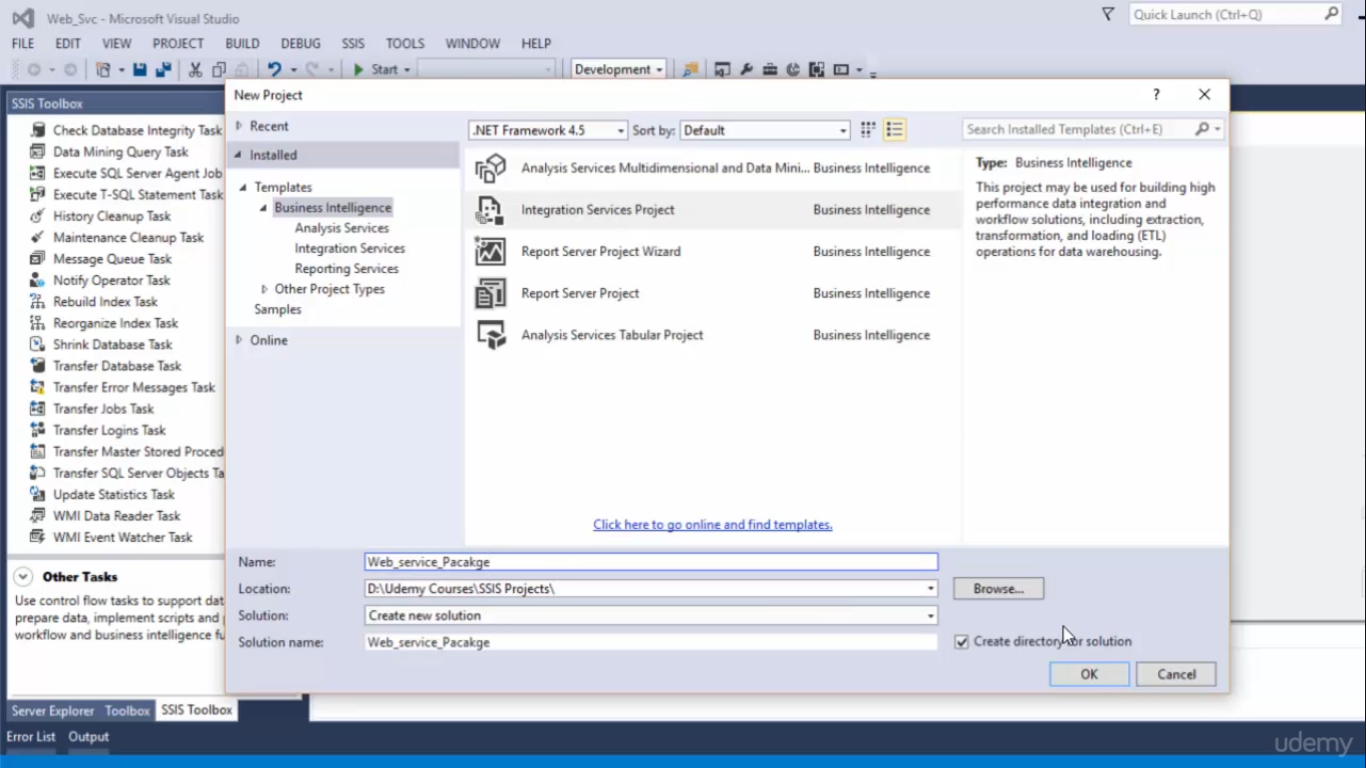 Web_Svc - Microsoft Visual Studio
Quick Launch (Ctrl+Q)
FILE EDIT VIEW PROJECT BUILD DEBUG SSIS TOOLS WINDOW HELP
Start
Development
SSIS Toolbox
Check Database Integrity Task
Data Mining Query Task
Execute SQL Server Agent Job
Execute T-SQL Statement Task
History Cleanup Task
Maintenance Cleanup Task
Message Queue Task
Notify Operator Task
Rebuild Index Task
Reorganize Index Task
Shrink Database Task
Transfer Database Task
Transfer Error Messages Task
Transfer Jobs Task
Transfer Logins Task
Transfer Master Stored Proced
Transfer SQL Server Objects Ta
Update Statistics Task
WMI Data Reader Task
WMI Event Watcher Task
Other Tasks
Use control flow tasks to support dat
prepare data, implement scripts and
workflow and business intelligence fu
Server Explorer Toolbox SSIS Toolbox
Error List Output
New Project
?
Recent
Installed
Templates
Business Intelligence
Analysis Services
Integration Services
Reporting Services
Other Project Types
Samples
Online
.NET Framework 4.5 Sort by: Default
Search Installed Templates (Ctrl+E)
Analysis Services Multidimensional and Data Mini... Business Intelligence
Integration Services Project Business Intelligence
Report Server Project Wizard Business Intelligence
Report Server Project Business Intelligence
Analysis Services Tabular Project Business Intelligence
Click here to go online and find templates.
Type: Business Intelligence
This project may be used for building high
performance data integration and
workflow solutions, including extraction,
transformation, and loading (ETL)
operations for data warehousing.
Name: Web_service_Pacakge
Location: D:\Udemy Courses\SSIS Projects\ Browse...
Solution: Create new solution
Solution name: Web_service_Pacakge
Create directory for solution
OK Cancel
udemy